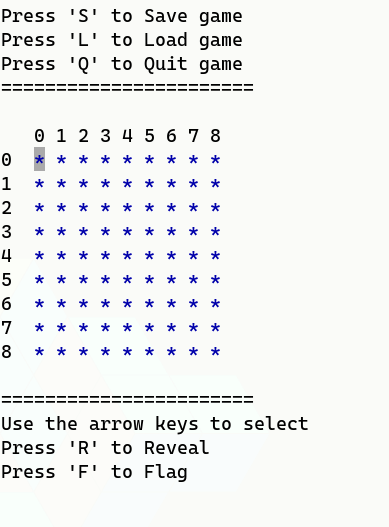 Press 'S' to Save game
Press 'L' to Load game
Press 'Q' to Quit game
=======================
0 1 2 3 4 5 6 7 8
0 * * * * * * * * *
1 * * * * * * * * *
2 * * * * * * * * *
3 * * * * * * * * *
4 * * * * * * * * *
5 * * * * * * * * *
6 * * * * * * * * *
7 * * * * * * * * *
8 * * * * * * * * *
=======================
Use the arrow keys to select
Press 'R' to Reveal
Press 'F' to Flag